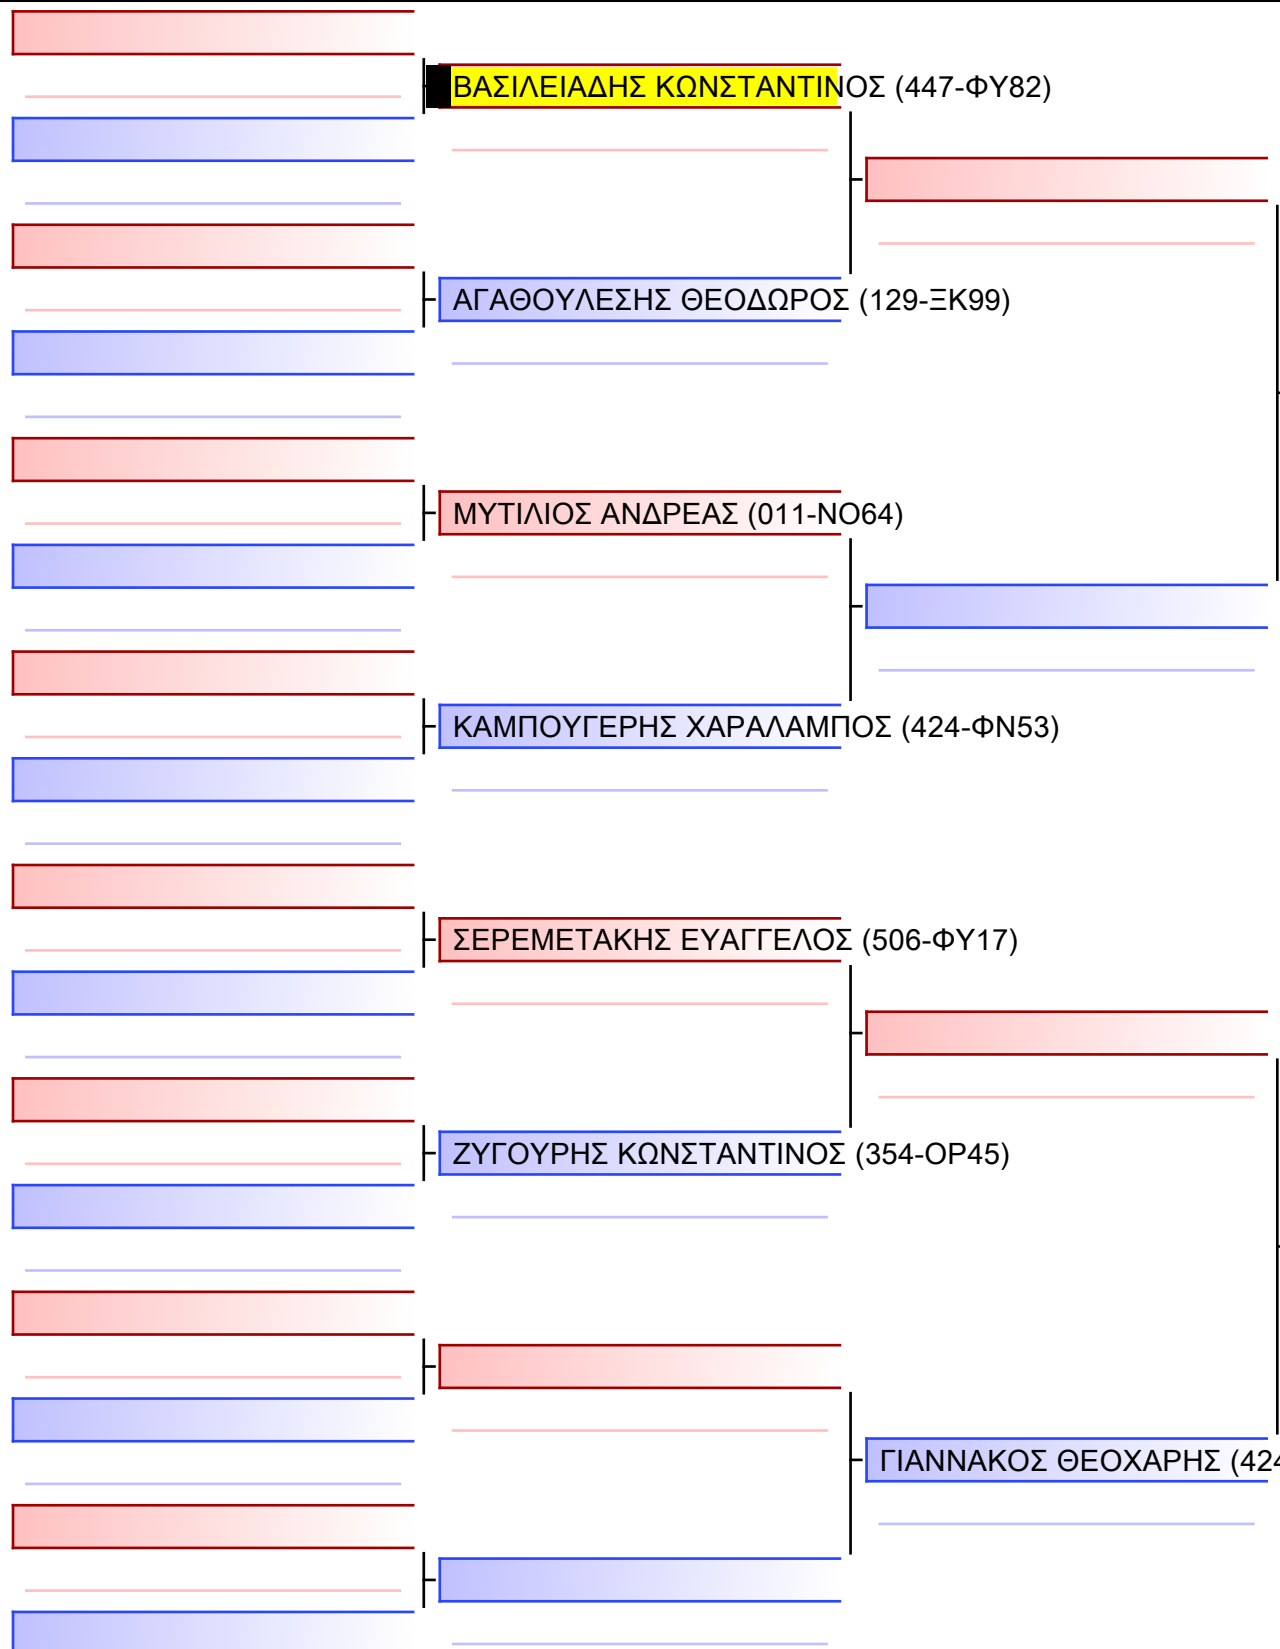 ΒΑΣΙΛΕΙΑΔΗΣ ΚΩΝΣΤΑΝΤΙΝΟΣ (447-ΦΥ82)
ΑΓΑΘΟΥΛΕΣΗΣ ΘΕΟΔΩΡΟΣ (129-ΞΚ99)
ΜΥΤΙΛΙΟΣ ΑΝΔΡΕΑΣ (011-ΝΟ64)
ΚΑΜΠΟΥΓΕΡΗΣ ΧΑΡΑΛΑΜΠΟΣ (424-ΦΝ53)
ΣΕΡΕΜΕΤΑΚΗΣ ΕΥΑΓΓΕΛΟΣ (506-ΦΥ17)
ΖΥΓΟΥΡΗΣ ΚΩΝΣΤΑΝΤΙΝΟΣ (354-ΟΡ45)
ΓΙΑΝΝΑΚΟΣ ΘΕΟΧΑΡΗΣ (424